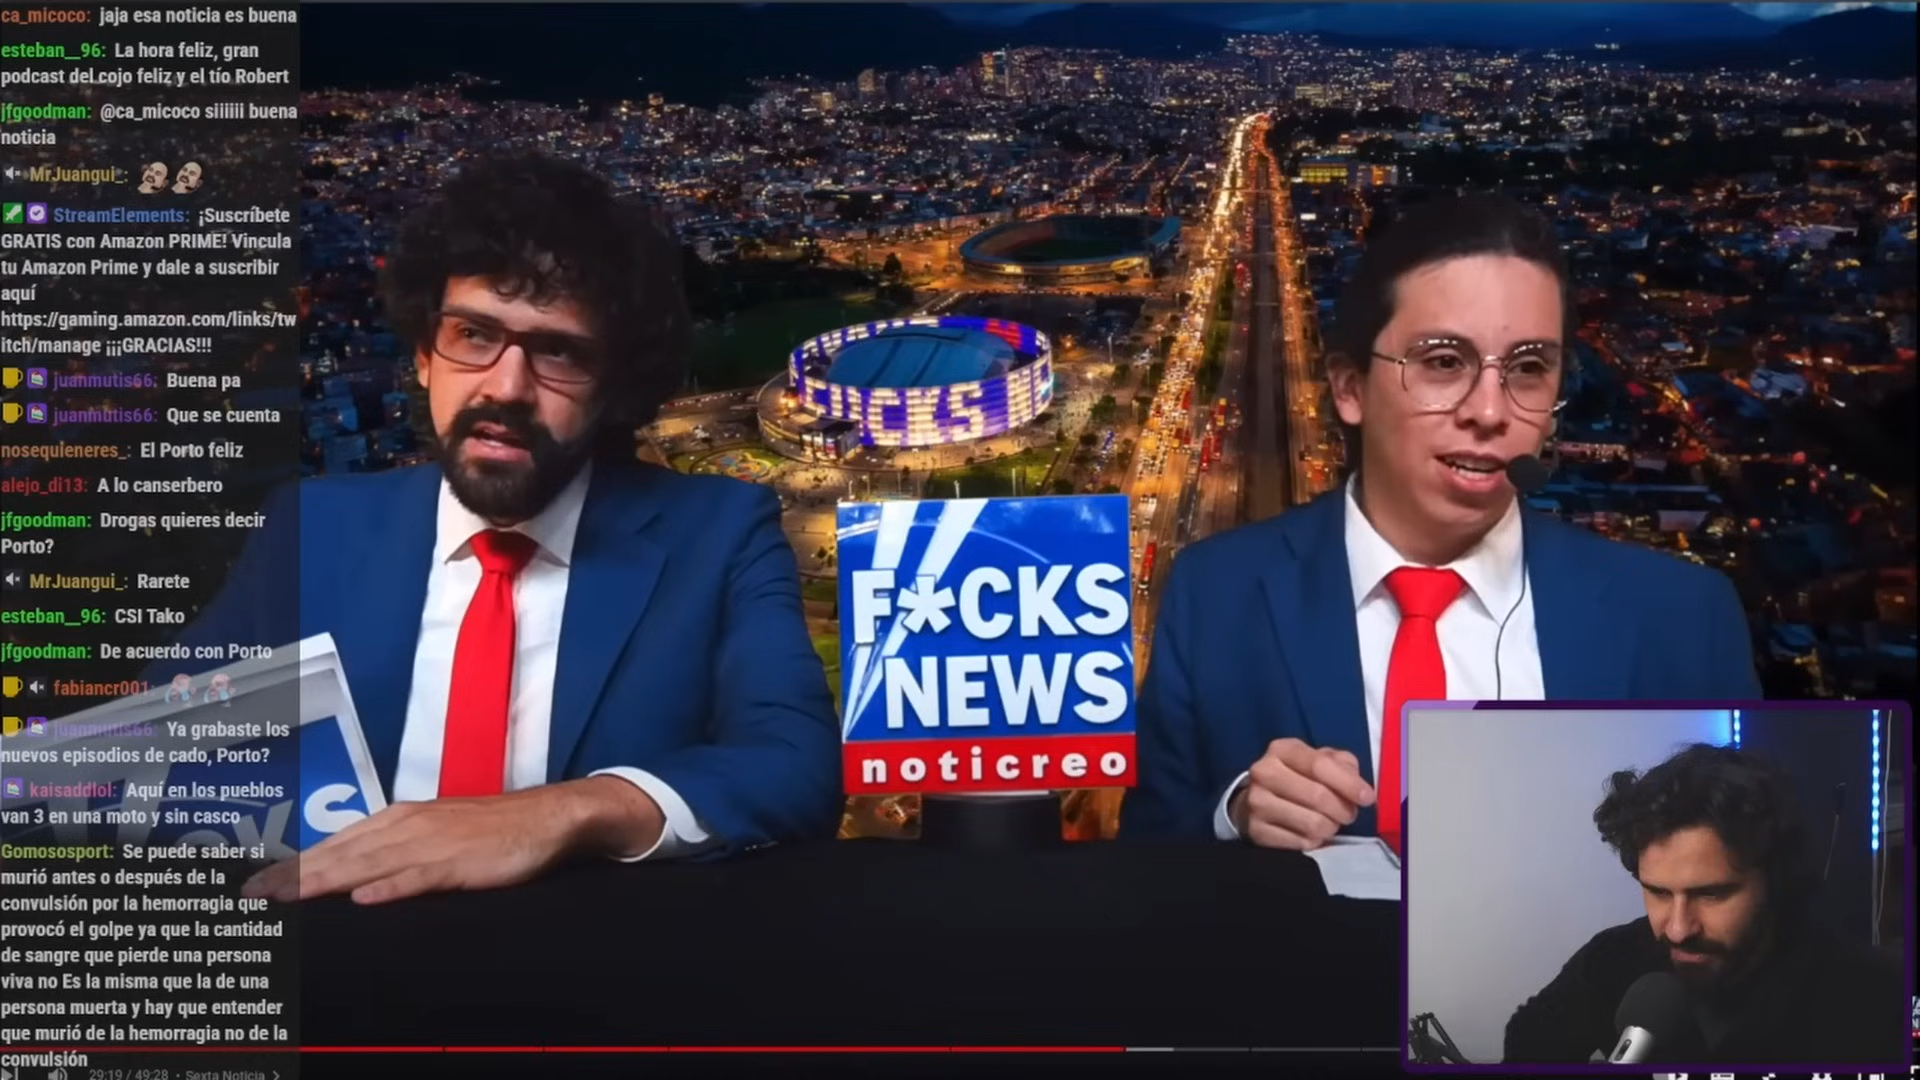 ca_micoco: jaja esa noticia es buena
esteban__96: La hora feliz, gran
podcast del cojo feliz y el tío Robert
jfgoodman: @ca_micoco siiiiii buena
noticia
MrJuangui_:
StreamElements: ¡Suscríbete
GRATIS con Amazon PRIME! Vincula
tu Amazon Prime y dale a suscribir
aquí
https://gaming.amazon.com/links/tw
itch/manage ¡¡¡GRACIAS!!!
juanmutis66: Buena pa
juanmutis66: Que se cuenta
nosequieneres_: El Porto feliz
alejo_di13: A lo canserbero
jfgoodman: Drogas quieres decir
Porto?
MrJuangui_: Rarete
esteban__96: CSI Tako
jfgoodman: De acuerdo con Porto
fabiancr001:
juanmutis66: Ya grabaste los
nuevos episodios de cado, Porto?
kaisaddlol: Aquí en los pueblos
van 3 en una moto y sin casco
Gomososport: Se puede saber si
murió antes o después de la
convulsión por la hemorragia que
provocó el golpe ya que la cantidad
de sangre que pierde una persona
viva no Es la misma que la de una
persona muerta y hay que entender
que murió de la hemorragia no de la
convulsión
29:19 / 49:28 • Sexta Noticia >
F*CKS
NEWS
noticreo